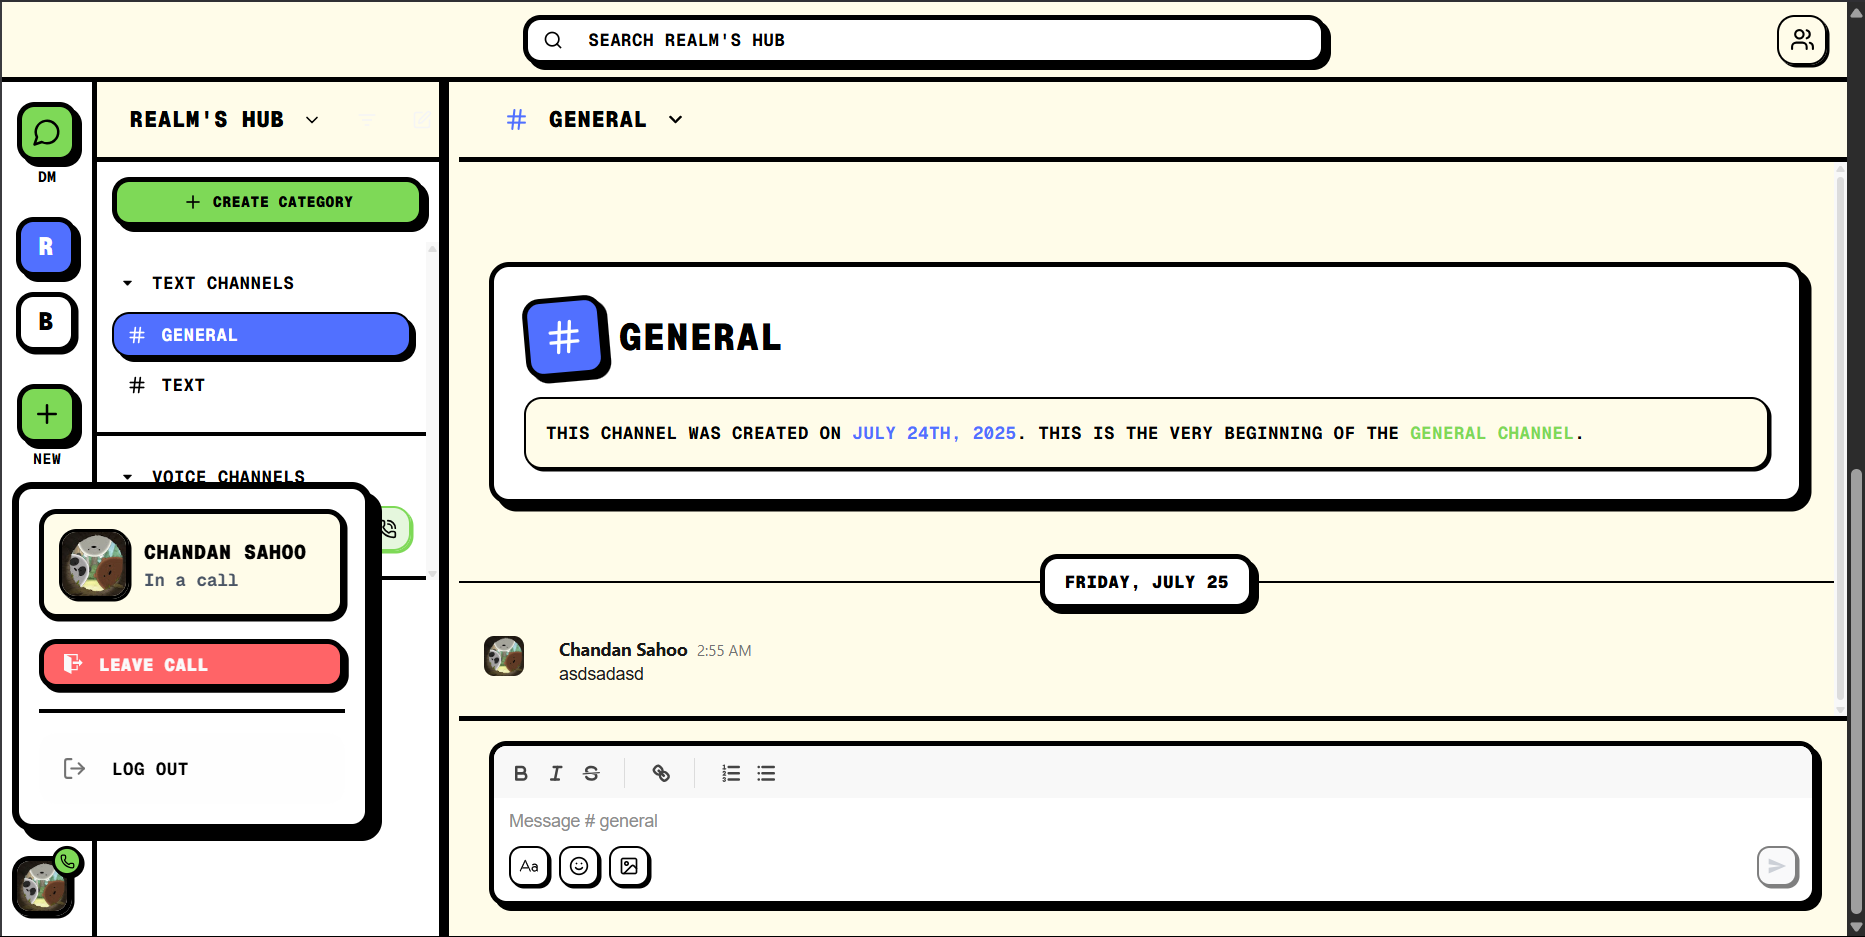 SEARCH REALM'S HUB
DM
R
B
NEW
REALM'S HUB
CREATE CATEGORY
TEXT CHANNELS
# GENERAL
# TEXT
VOICE CHANNELS
CHANDAN SAHOO
In a call
LEAVE CALL
LOG OUT
# GENERAL
# GENERAL
THIS CHANNEL WAS CREATED ON JULY 24TH, 2025. THIS IS THE VERY BEGINNING OF THE GENERAL CHANNEL.
FRIDAY, JULY 25
Chandan Sahoo 2:55 AM
asdsadasd
B I S
Message # general
Aa